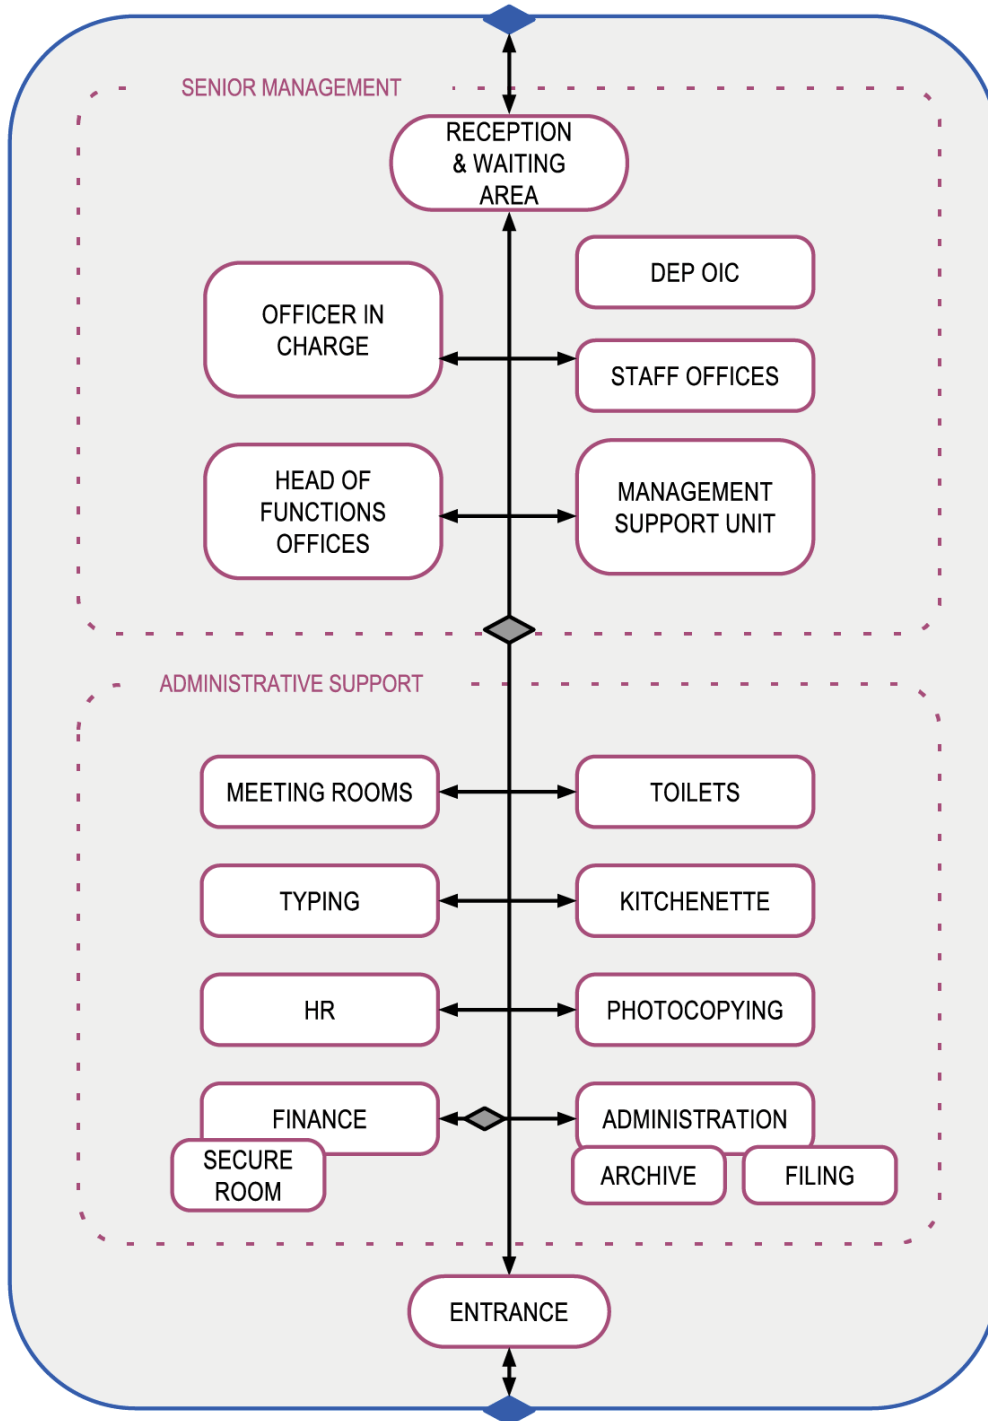 SENIOR MANAGEMENT
RECEPTION
& WAITING
AREA
DEP OIC
OFFICER IN
CHARGE
STAFF OFFICES
HEAD OF
FUNCTIONS
OFFICES
MANAGEMENT
SUPPORT UNIT
ADMINISTRATIVE SUPPORT
MEETING ROOMS
TOILETS
TYPING
KITCHENETTE
HR
PHOTOCOPYING
FINANCE
ADMINISTRATION
SECURE
ROOM
ARCHIVE
FILING
ENTRANCE